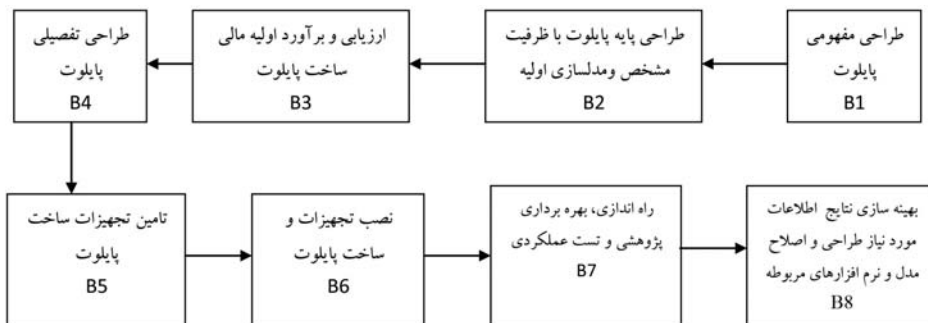 طراحی مفهومی
پایلوت
B1
طراحی پایه پایلوت با ظرفیت
مشخص ومدلسازی اولیه
B2
ارزیابی و برآورد اولیه مالی
ساخت پایلوت
B3
طراحی تفصیلی
پایلوت
B4
تامین تجهیزات ساخت
پایلوت
B5
نصب تجهیزات و
ساخت پایلوت
B6
راه اندازی، بهره برداری
پژوهشی و تست عملکردی
B7
بهینه سازی نتایج اطلاعات
مورد نیاز طراحی و اصلاح
مدل و نرم افزارهای مربوطه
B8